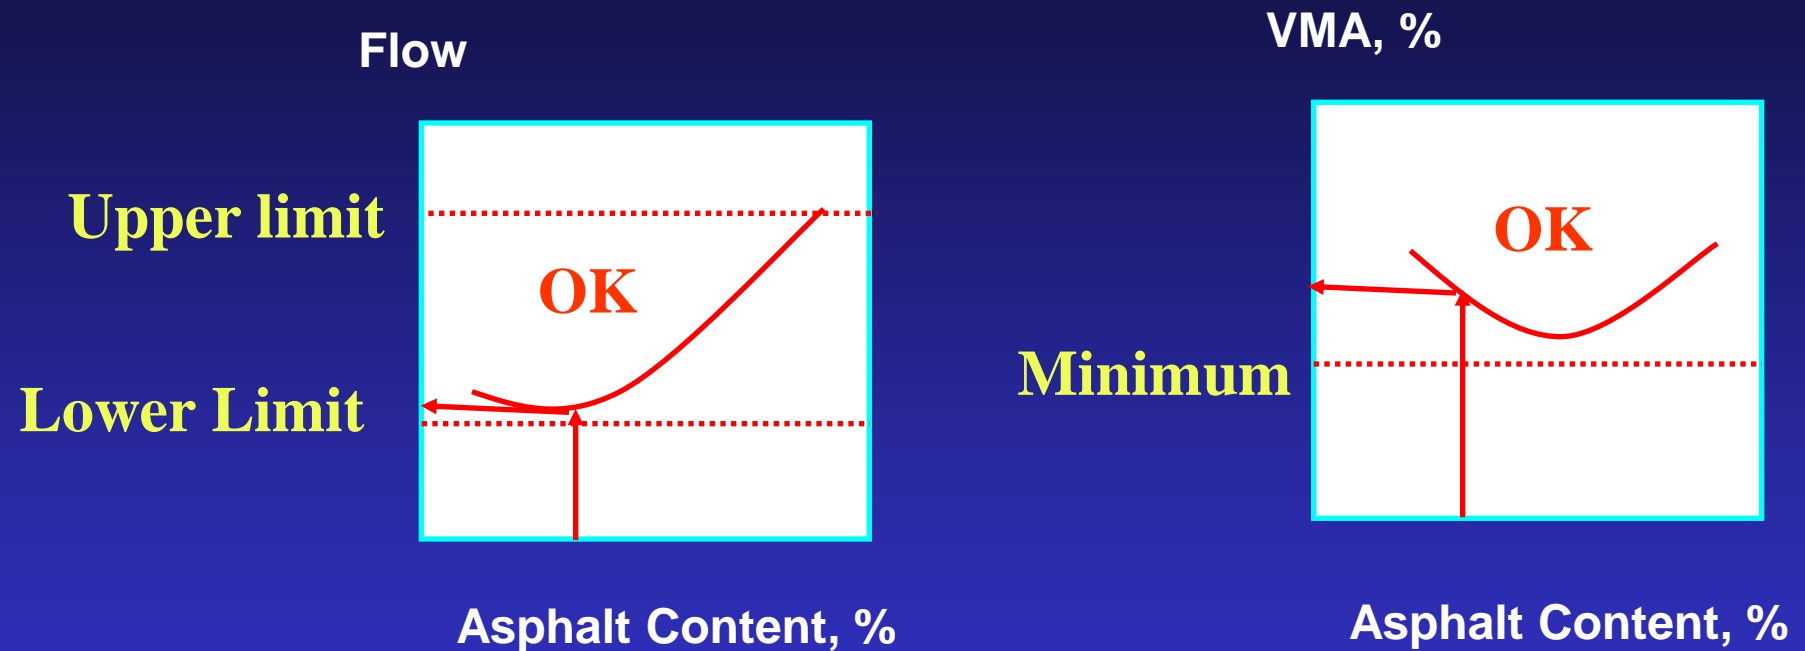 Flow
Upper limit
OK
Lower Limit
Asphalt Content, %
VMA, %
OK
Minimum
Asphalt Content, %